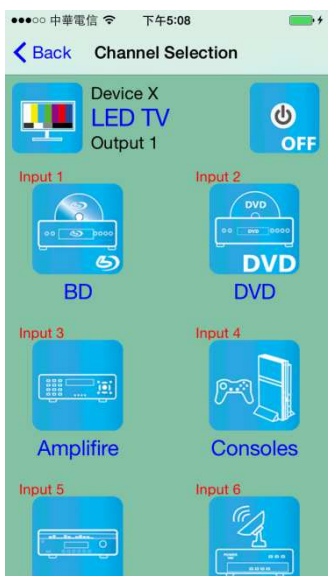 中華電信 下午5:08
Back Channel Selection
Device X
LED TV
Output 1
OFF
Input 1 Input 2
DVD
DVD
BD DVD
Input 3 Input 4
Amplifire Consoles
Input 5 Input 6